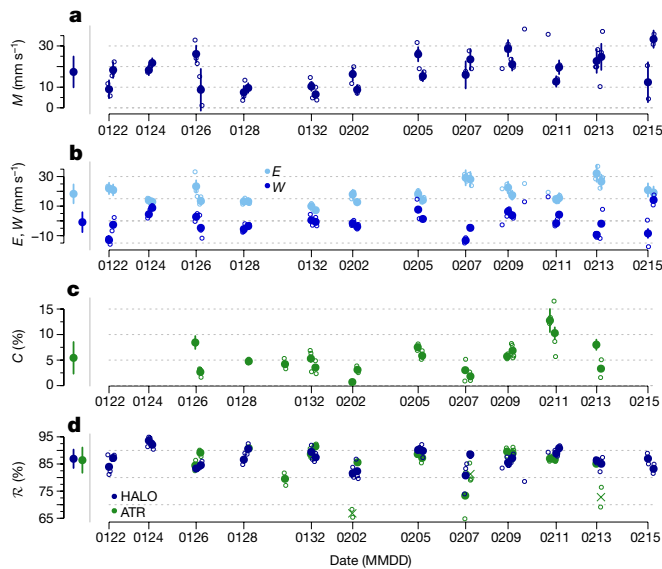 a
M (mm s⁻¹)
30
20
10
0
0122 0124 0126 0128 0132 0202 0205 0207 0209 0211 0213 0215
b
E, W (mm s⁻¹)
30
10
−10
E
W
0122 0124 0126 0128 0132 0202 0205 0207 0209 0211 0213 0215
c
C (%)
15
10
5
0
0122 0124 0126 0128 0132 0202 0205 0207 0209 0211 0213 0215
d
ℛ (%)
95
85
75
65
HALO
ATR
0122 0124 0126 0128 0132 0202 0205 0207 0209 0211 0213 0215
Date (MMDD)